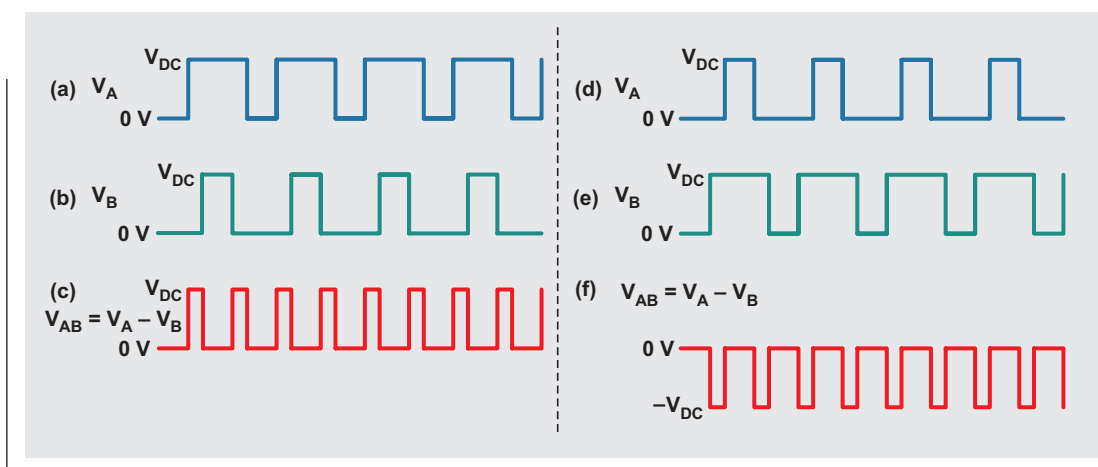 (a) V_A
V_DC
0 V
(b) V_B
V_DC
0 V
(c)
V_DC
V_AB = V_A – V_B
0 V
(d) V_A
V_DC
0 V
(e) V_B
V_DC
0 V
(f) V_AB = V_A – V_B
0 V
–V_DC